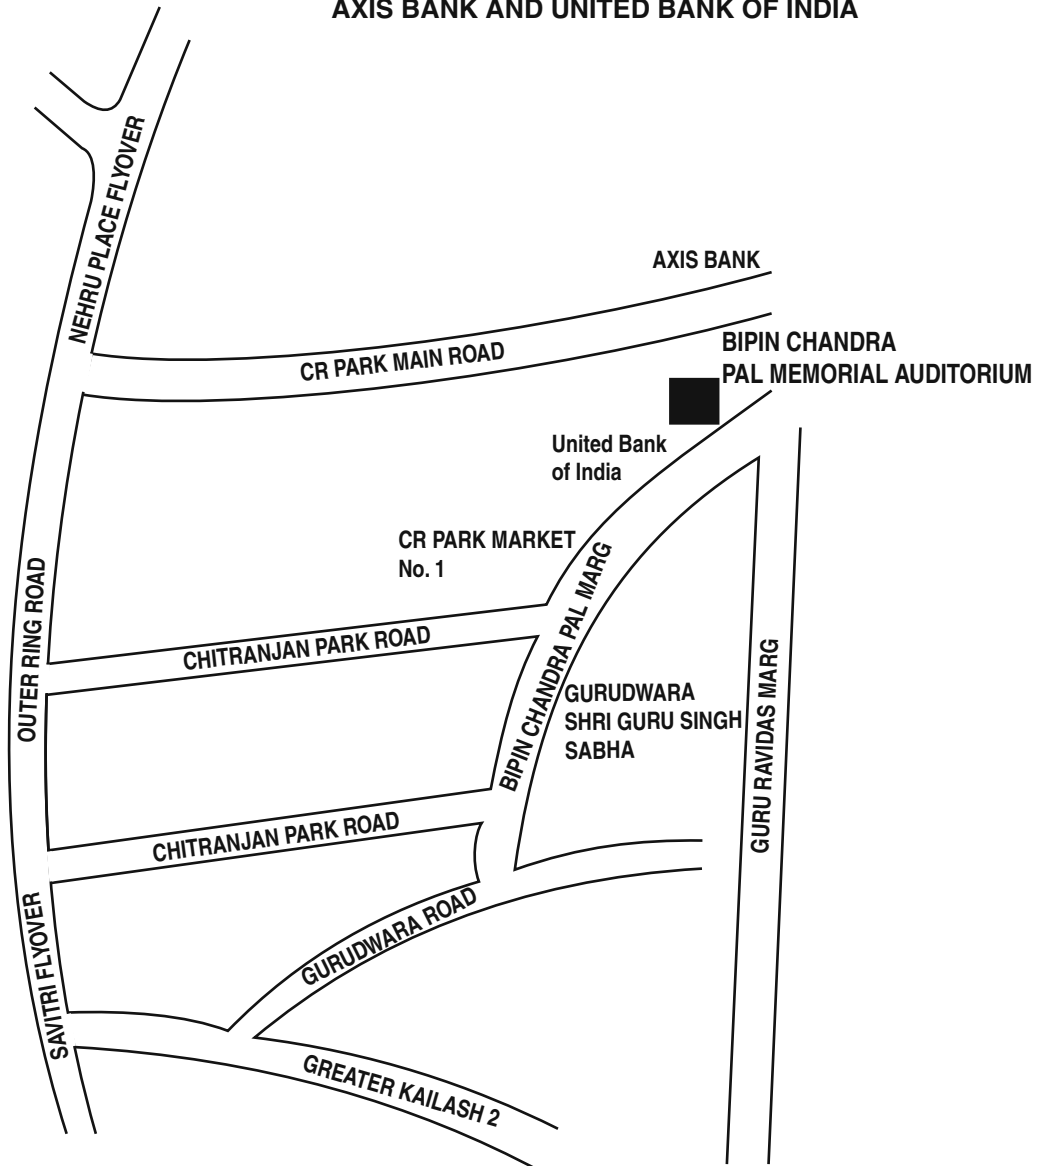 AXIS BANK AND UNITED BANK OF INDIA
NEHRU PLACE FLYOVER
AXIS BANK
CR PARK MAIN ROAD
BIPIN CHANDRA
PAL MEMORIAL AUDITORIUM
United Bank
of India
CR PARK MARKET
No. 1
BIPIN CHANDRA PAL MARG
OUTER RING ROAD
CHITRANJAN PARK ROAD
GURUDWARA
SHRI GURU SINGH
SABHA
GURU RAVIDAS MARG
CHITRANJAN PARK ROAD
SAVITRI FLYOVER
GURUDWARA ROAD
GREATER KAILASH 2